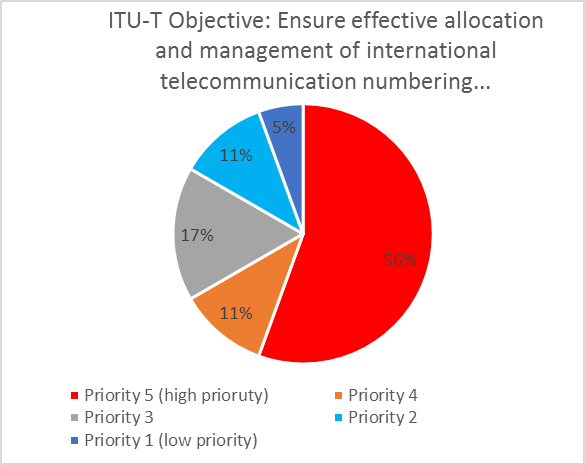 ITU-T Objective: Ensure effective allocation
and management of international
telecommunication numbering...
5%
11%
17%
56%
11%
Priority 5 (high prioruty)
Priority 4
Priority 3
Priority 2
Priority 1 (low priority)